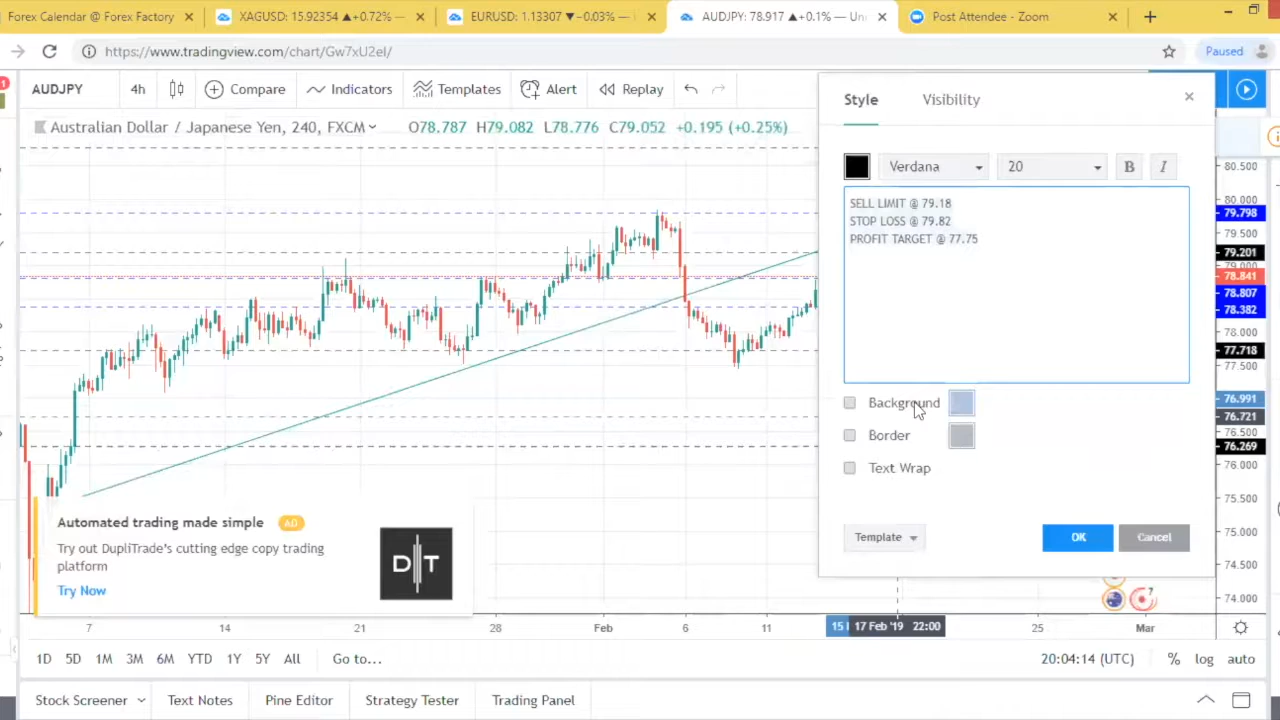 Forex Calendar @ Forex Factory
XAGUSD: 15.92354 ▲+0.72% —
EURUSD: 1.13307 ▼−0.03% —
AUDJPY: 78.917 ▲+0.1% — Un
Post Attendee - Zoom
https://www.tradingview.com/chart/Gw7xU2eI/
Paused
1
AUDJPY
4h
Compare
Indicators
Templates
Alert
Replay
Australian Dollar / Japanese Yen, 240, FXCM
O78.787 H79.082 L78.776 C79.052 +0.195 (+0.25%)
Style
Visibility
Verdana
20
B
I
SELL LIMIT @ 79.18
STOP LOSS @ 79.82
PROFIT TARGET @ 77.75
Background
Border
Text Wrap
Template
OK
Cancel
80.500
80.000
79.798
79.500
79.201
79.000
78.841
78.807
78.382
78.000
77.718
77.500
76.991
76.721
76.500
76.269
76.000
75.500
75.000
74.500
74.000
Automated trading made simple AD
Try out DupliTrade's cutting edge copy trading
platform
Try Now
D T
7
7
14
21
28
Feb
6
11
15
17 Feb '19 22:00
25
Mar
1D 5D 1M 3M 6M YTD 1Y 5Y All Go to...
20:04:14 (UTC) % log auto
Stock Screener
Text Notes
Pine Editor
Strategy Tester
Trading Panel